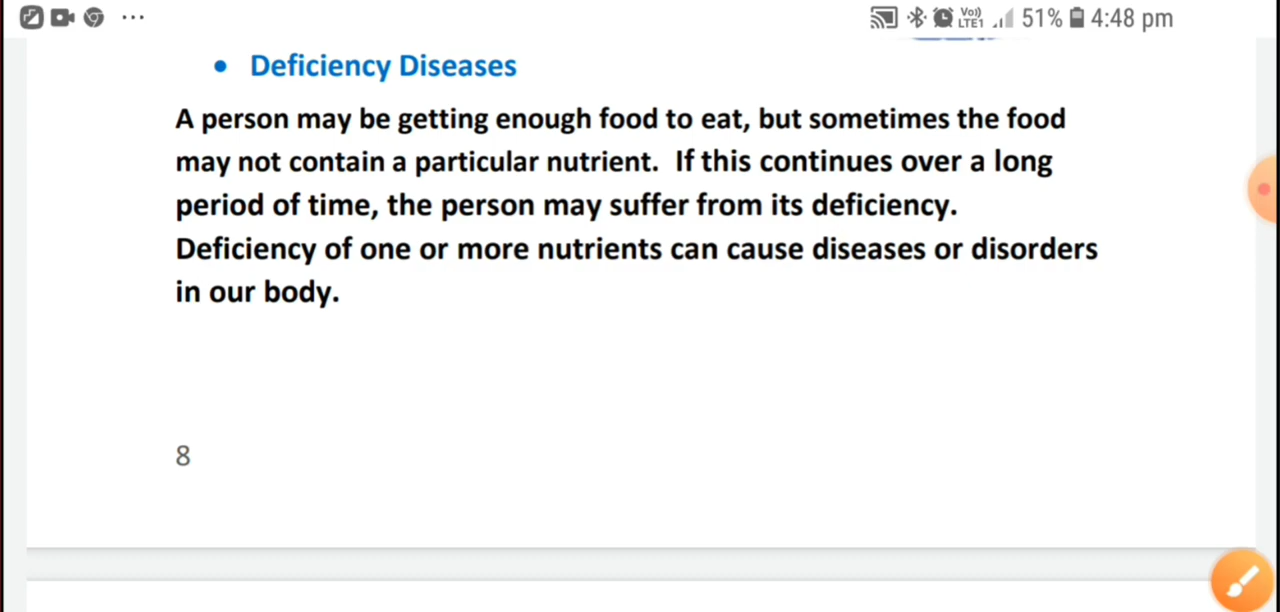 ... Vo)) LTE1 51% 4:48 pm
• Deficiency Diseases
A person may be getting enough food to eat, but sometimes the food
may not contain a particular nutrient.  If this continues over a long
period of time, the person may suffer from its deficiency.
Deficiency of one or more nutrients can cause diseases or disorders
in our body.
8